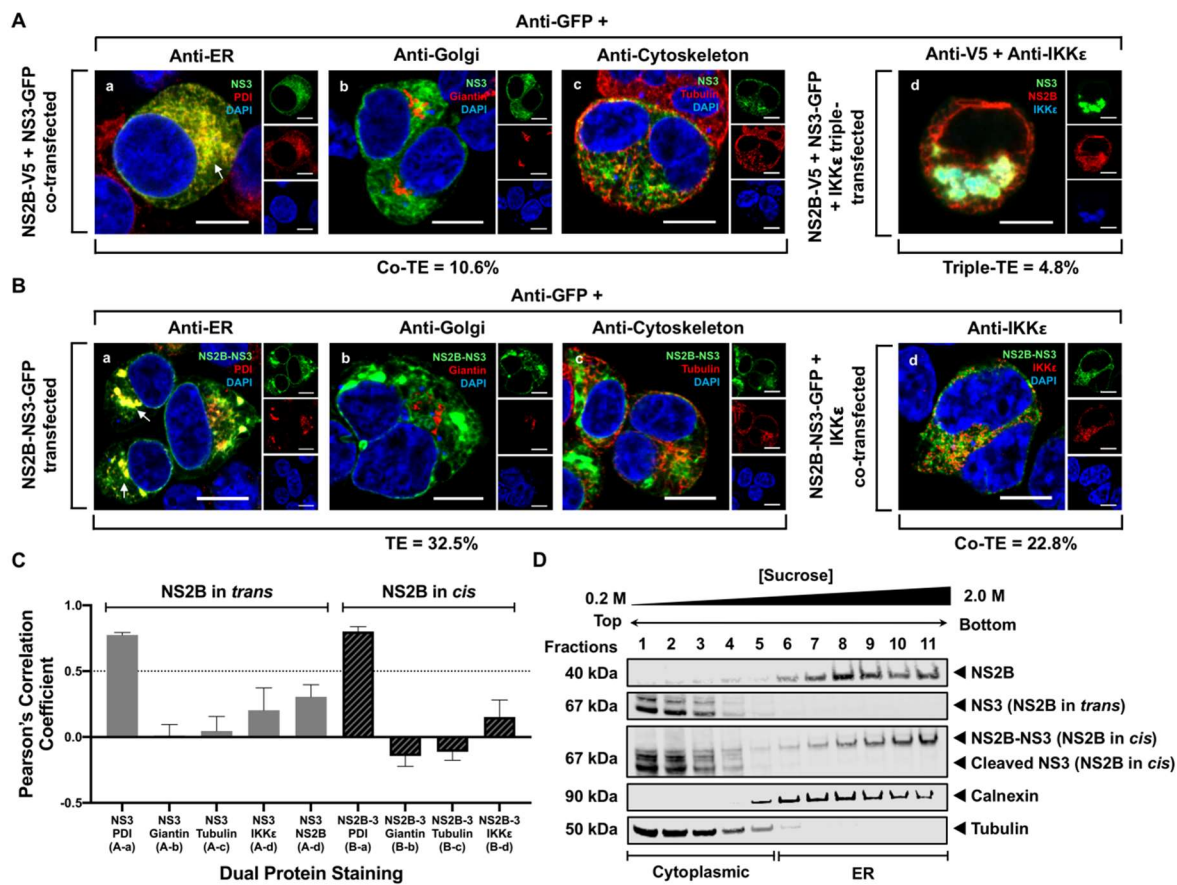 A
Anti-GFP +
Anti-ER
Anti-Golgi
Anti-Cytoskeleton
Anti-V5 + Anti-IKKε
NS2B-V5 + NS3-GFP
co-transfected
a
NS3
PDI
DAPI
b
NS3
Giantin
DAPI
c
NS3
Tubulin
DAPI
NS2B-V5 + NS3-GFP
+ IKKε triple-
transfected
d
NS3
NS2B
IKKε
Co-TE = 10.6%
Triple-TE = 4.8%
B
Anti-GFP +
Anti-ER
Anti-Golgi
Anti-Cytoskeleton
Anti-IKKε
NS2B-NS3-GFP
transfected
a
NS2B-NS3
PDI
DAPI
b
NS2B-NS3
Giantin
DAPI
c
NS2B-NS3
Tubulin
DAPI
NS2B-NS3-GFP +
IKKε
co-transfected
d
NS2B-NS3
IKKε
DAPI
TE = 32.5%
Co-TE = 22.8%
C
NS2B in trans
NS2B in cis
Pearson's Correlation
Coefficient
1.0
0.5
0.0
-0.5
NS3
PDI
(A-a)
NS3
Giantin
(A-b)
NS3
Tubulin
(A-c)
NS3
IKKε
(A-d)
NS3
NS2B
(A-d)
NS2B-3
PDI
(B-a)
NS2B-3
Giantin
(B-b)
NS2B-3
Tubulin
(B-c)
NS2B-3
IKKε
(B-d)
Dual Protein Staining
D
[Sucrose]
0.2 M
2.0 M
Top
Bottom
Fractions 1 2 3 4 5 6 7 8 9 10 11
40 kDa
NS2B
67 kDa
NS3 (NS2B in trans)
NS2B-NS3 (NS2B in cis)
67 kDa
Cleaved NS3 (NS2B in cis)
90 kDa
Calnexin
50 kDa
Tubulin
Cytoplasmic
ER